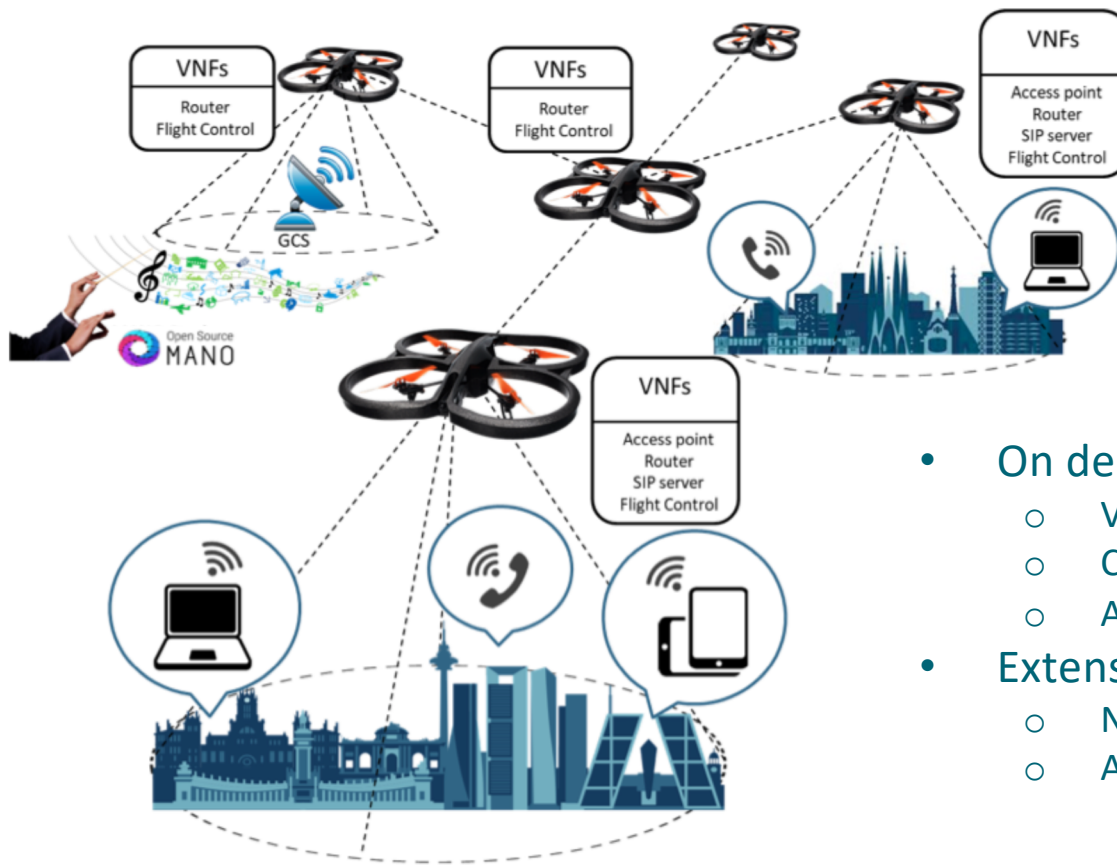 VNFs
Router
Flight Control
VNFs
Router
Flight Control
VNFs
Access point
Router
SIP server
Flight Control
GCS
Open Source
MANO
VNFs
Access point
Router
SIP server
Flight Control
• On de
o V
o
o A
• Extens
o N
o A